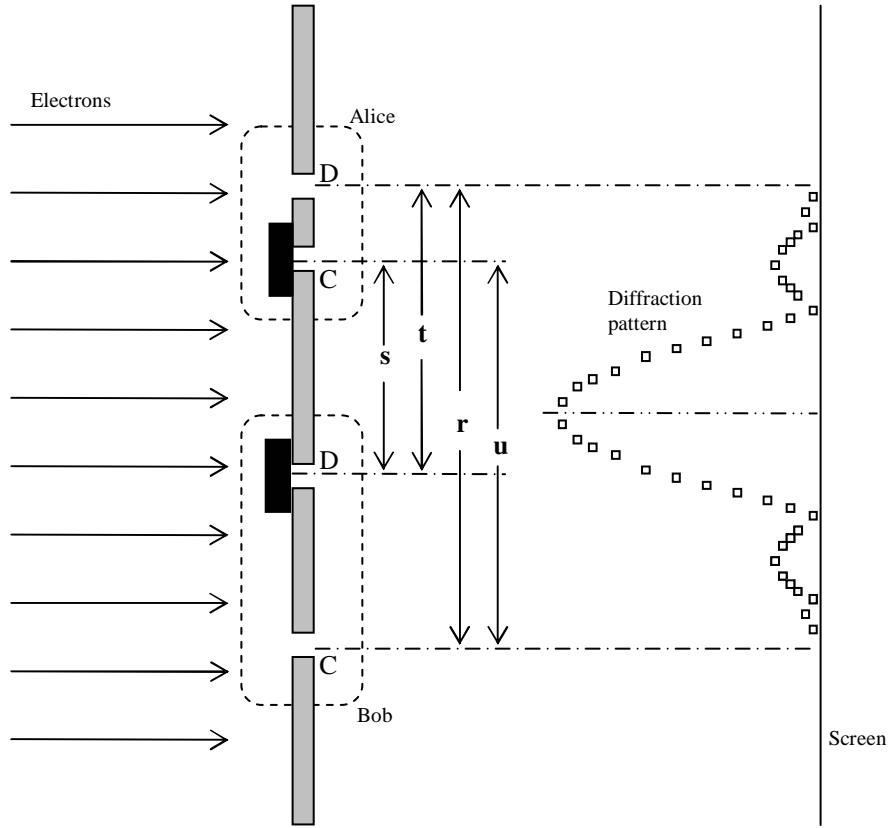 Electrons
Alice
D
C
t
s
r
u
Diffraction
pattern
D
C
Bob
Screen